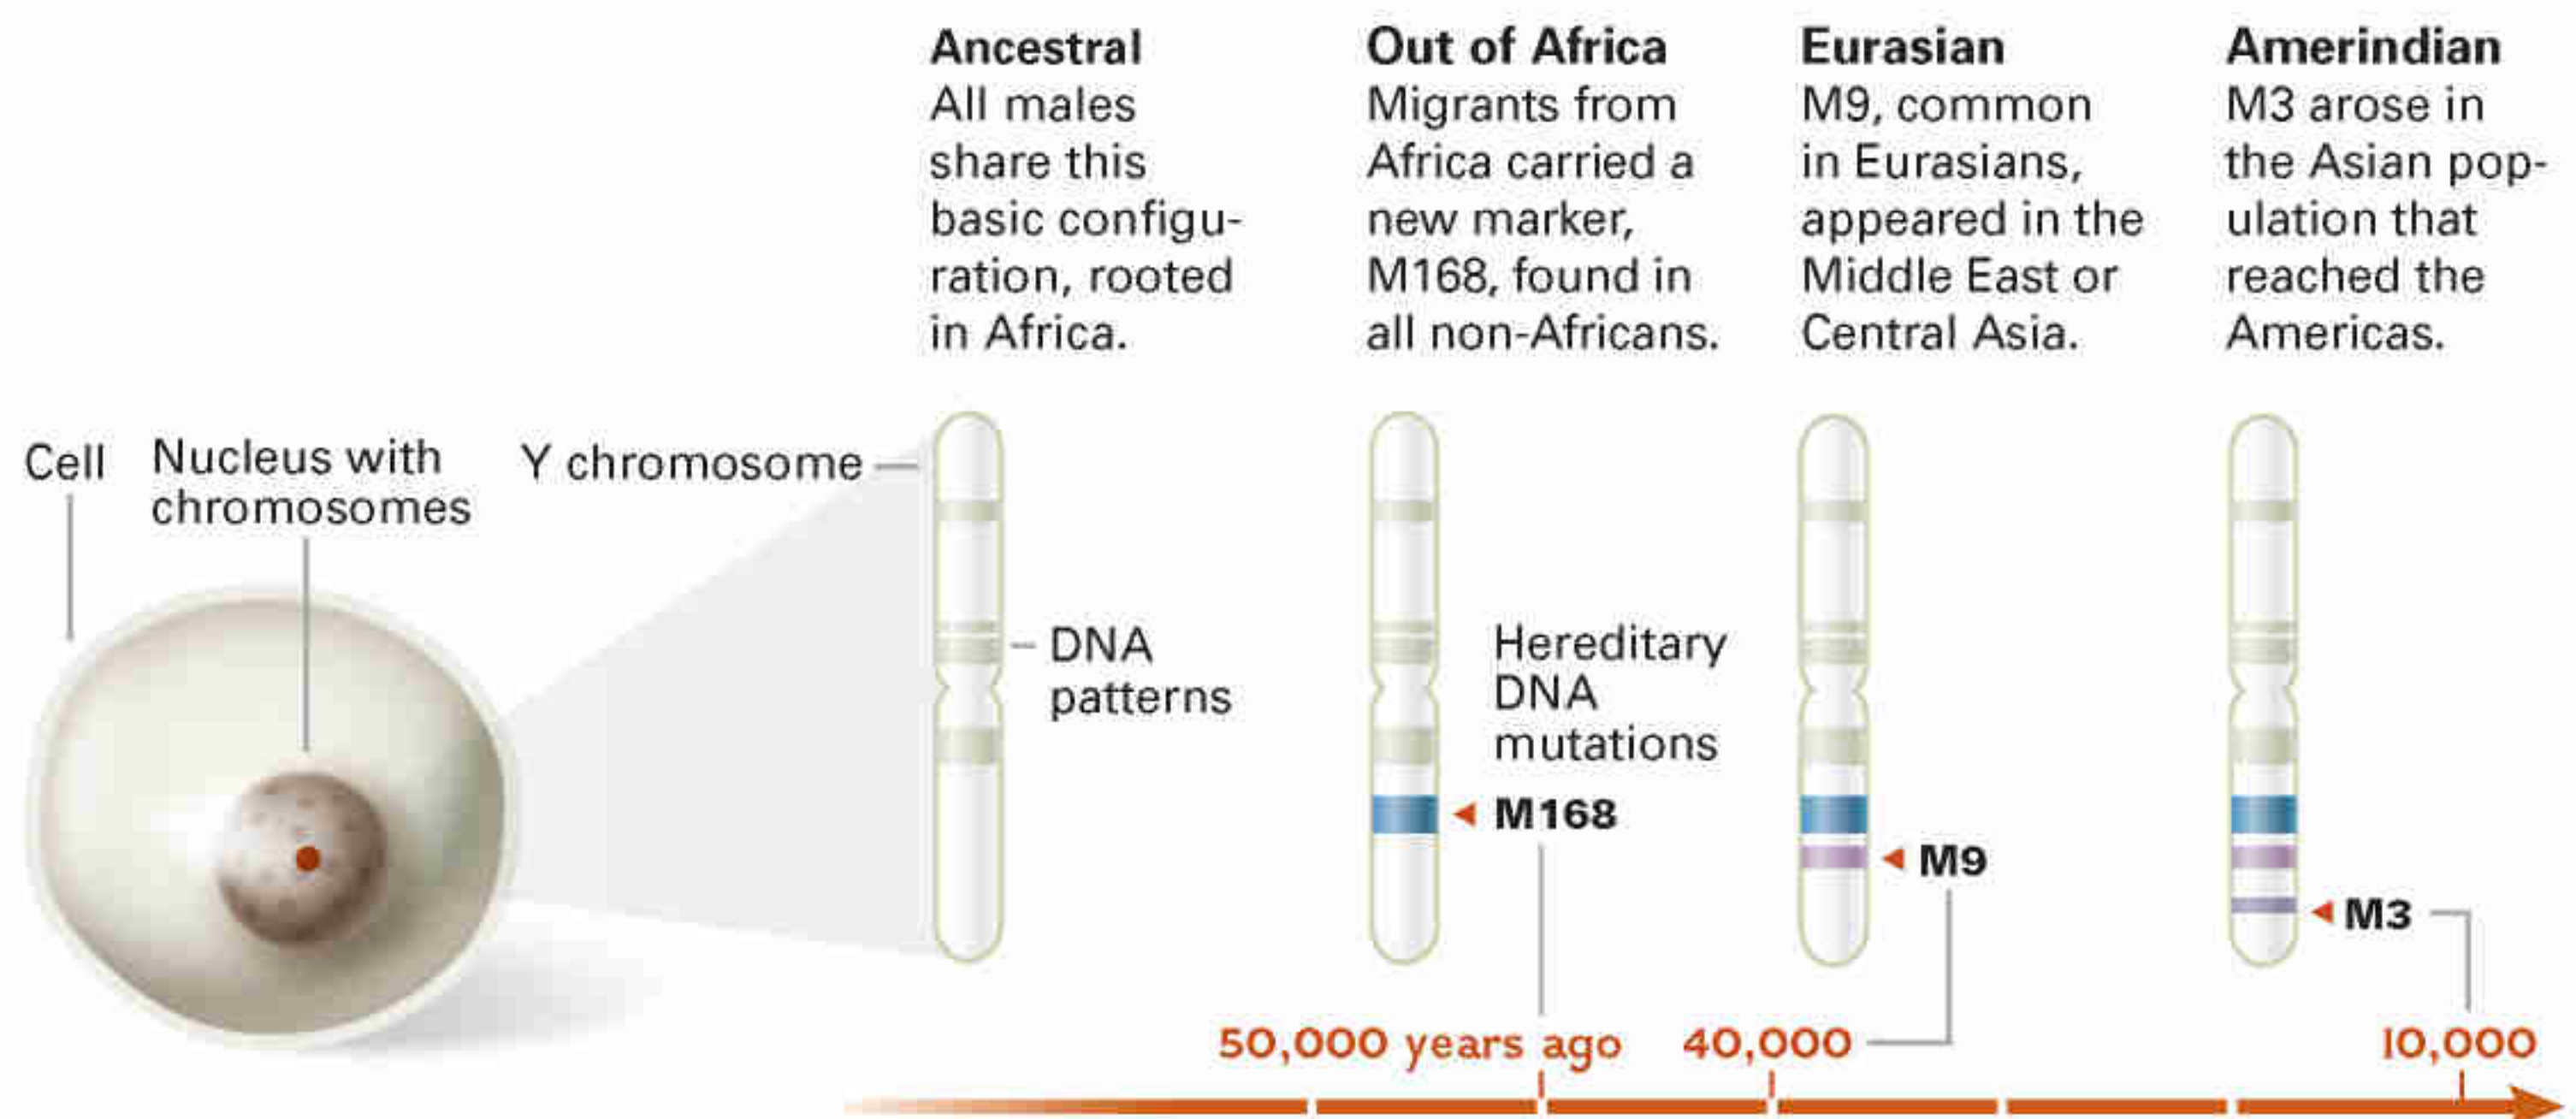 Ancestral
All males
share this
basic configu-
ration, rooted
in Africa.
Out of Africa
Migrants from
Africa carried a
new marker,
M168, found in
all non-Africans.
Eurasian
M9, common
in Eurasians,
appeared in the
Middle East or
Central Asia.
Amerindian
M3 arose in
the Asian pop-
ulation that
reached the
Americas.
Cell
Nucleus with
chromosomes
Y chromosome
DNA
patterns
Hereditary
DNA
mutations
M168
M9
M3
50,000 years ago
40,000
10,000